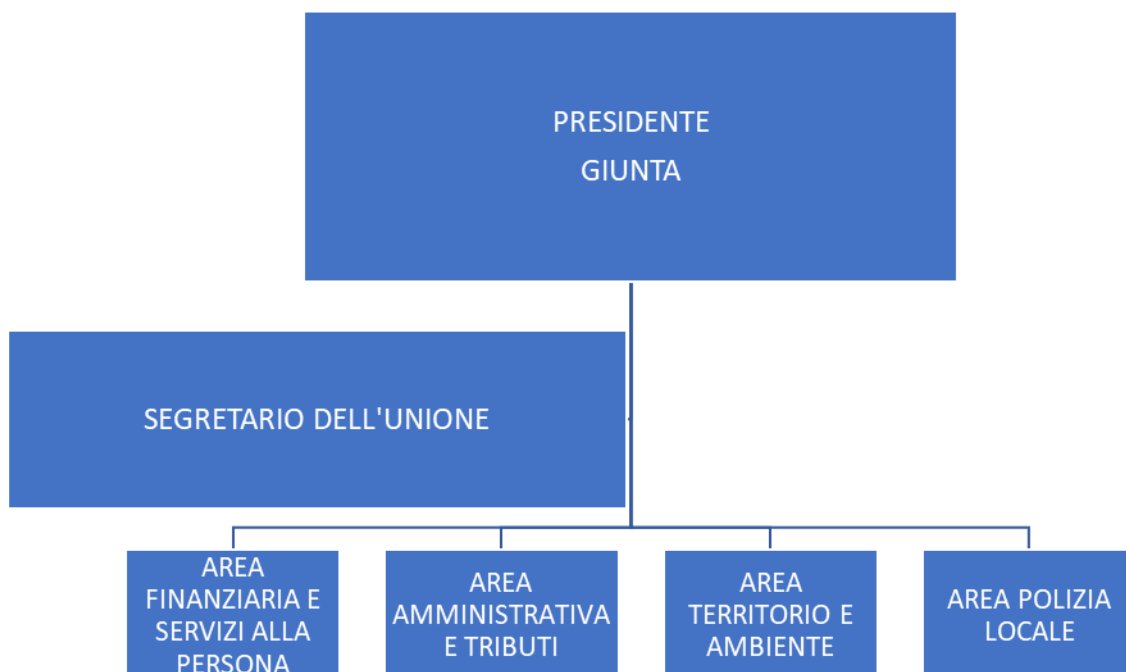 PRESIDENTE
GIUNTA
SEGRETARIO DELL'UNIONE
AREA
FINANZIARIA E
SERVIZI ALLA
PERSONA
AREA
AMMINISTRATIVA
E TRIBUTI
AREA
TERRITORIO E
AMBIENTE
AREA POLIZIA
LOCALE